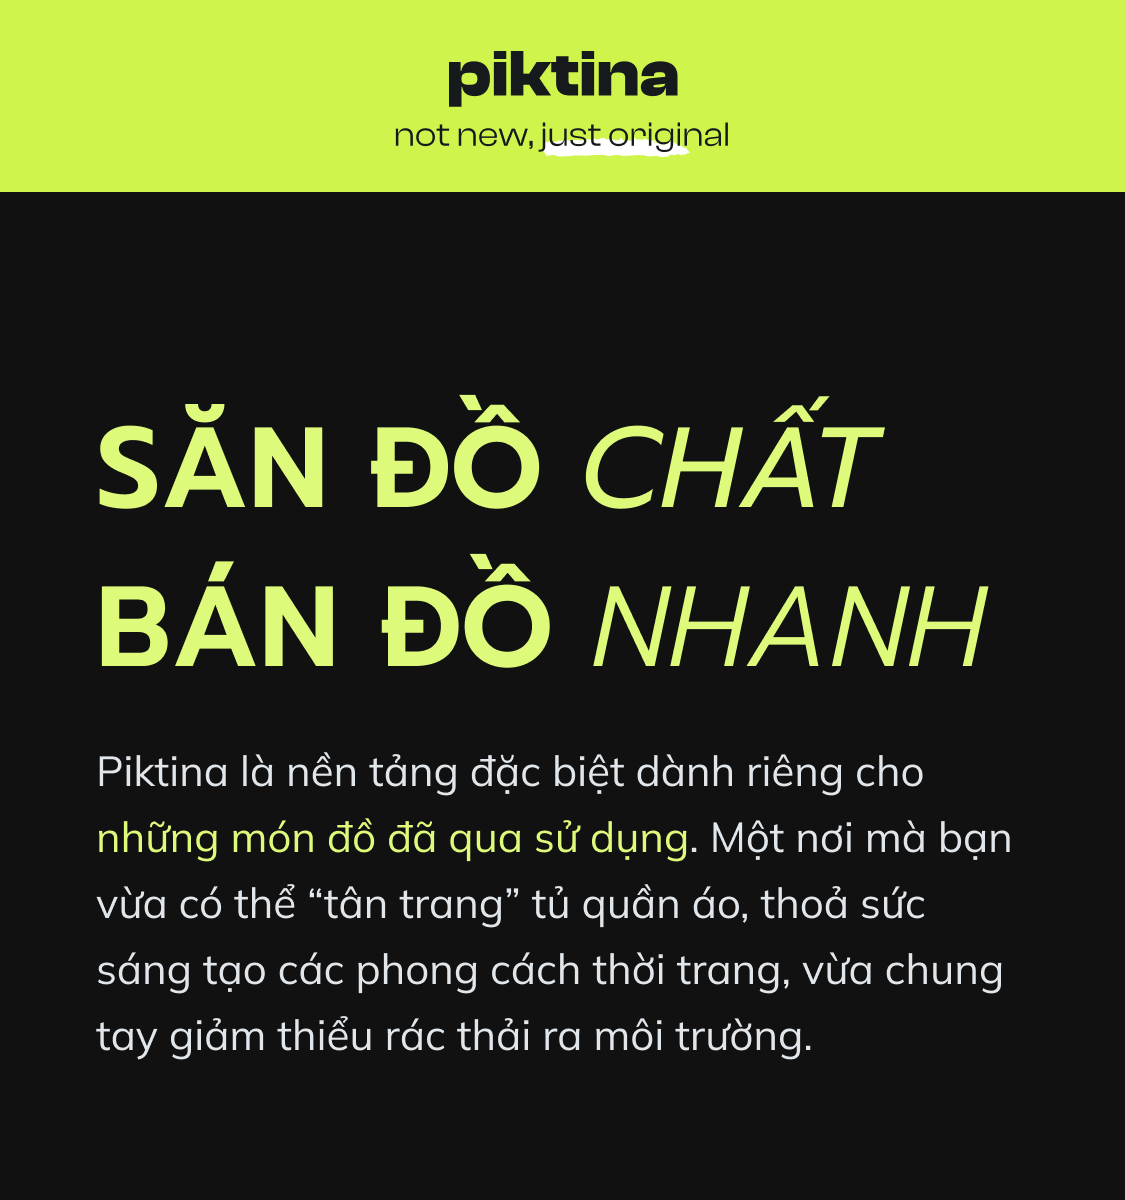 piktina
not new, just original
SĂN ĐỒ CHẤT
BÁN ĐỒ NHANH
Piktina là nền tảng đặc biệt dành riêng cho
những món đồ đã qua sử dụng. Một nơi mà bạn
vừa có thể “tân trang” tủ quần áo, thoả sức
sáng tạo các phong cách thời trang, vừa chung
tay giảm thiểu rác thải ra môi trường.